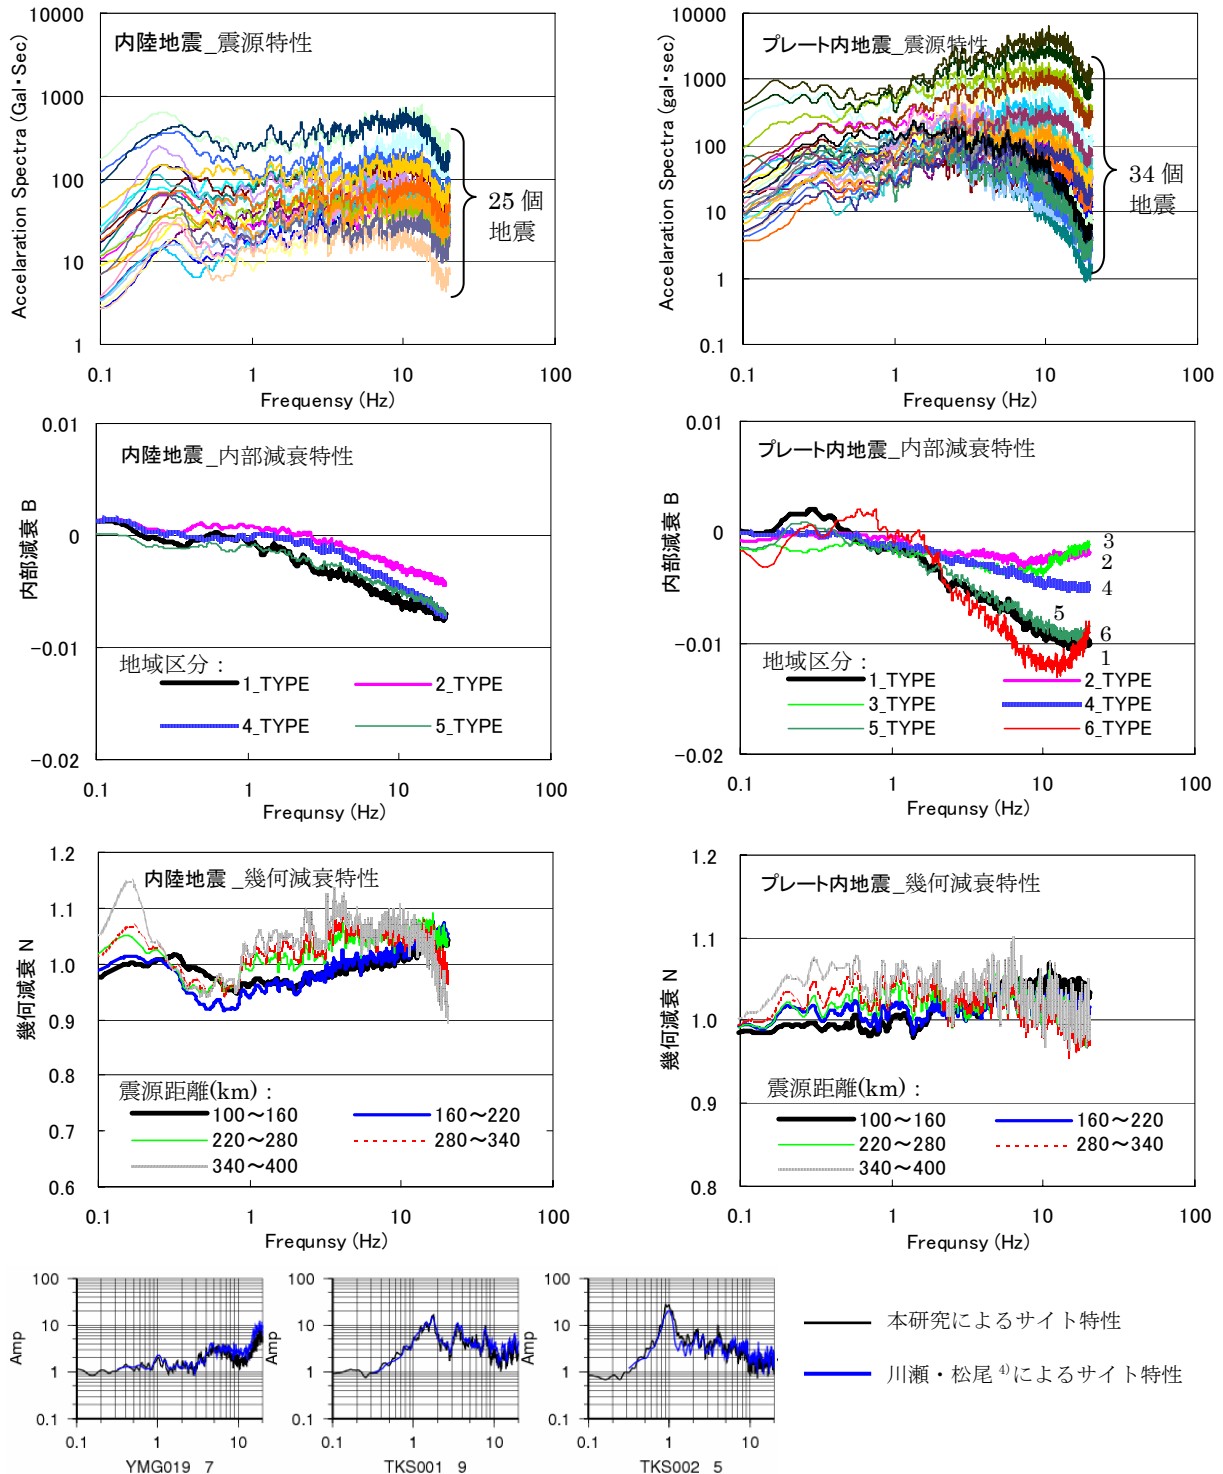 内陸地震_震源特性
Accelaration Spectra (Gal・Sec)
10000
1000
100
10
1
25 個
地震
0.1
1
10
100
Frequensy (Hz)
プレート内地震_震源特性
Accelaration Spectra (gal・sec)
10000
1000
100
10
1
0.1
34 個
地震
0.1
1
10
100
Frequensy (Hz)
内陸地震_内部減衰特性
内部減衰 B
0.01
0
-0.01
-0.02
地域区分：
1_TYPE
2_TYPE
4_TYPE
5_TYPE
0.1
1
10
100
Frequnsy (Hz)
プレート内地震_内部減衰特性
内部減衰 B
0.01
0
-0.01
-0.02
3
2
4
5
6
1
地域区分：
1_TYPE
2_TYPE
3_TYPE
4_TYPE
5_TYPE
6_TYPE
0.1
1
10
100
Frequnsy (Hz)
内陸地震_幾何減衰特性
幾何減衰 N
1.2
1.1
1.0
0.9
0.8
0.7
0.6
震源距離(km)：
100～160
160～220
220～280
280～340
340～400
0.1
1
10
100
Frequnsy (Hz)
プレート内地震_幾何減衰特性
幾何減衰 N
1.2
1.1
1.0
0.9
0.8
震源距離(km)：
100～160
160～220
220～280
280～340
340～400
0.1
1
10
100
Frequnsy (Hz)
Amp
100
10
1
0.1
0.1
1
10
YMG019 7
Amp
100
10
1
0.1
0.1
1
10
TKS001 9
Amp
100
10
1
0.1
0.1
1
10
TKS002 5
本研究によるサイト特性
川瀬・松尾 4)によるサイト特性